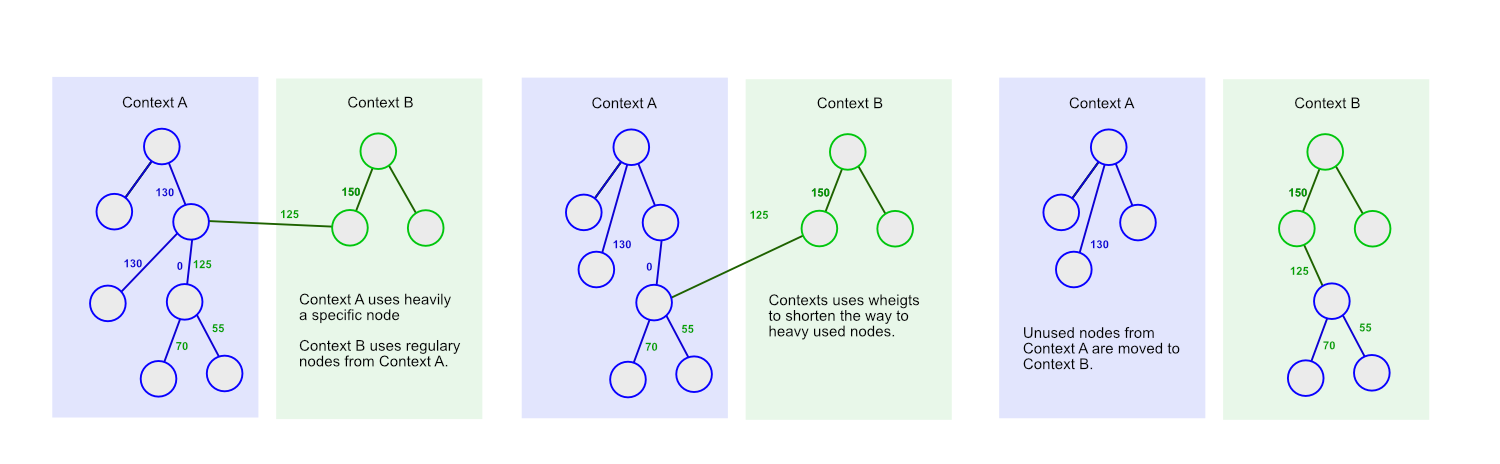 Context A
Context B
130
150
125
130
0
125
55
70
Context A uses heavily
a specific node
Context B uses regulary
nodes from Context A.
Context A
Context B
150
125
130
0
55
70
Contexts uses wheigts
to shorten the way to
heavy used nodes.
Context A
Context B
150
130
125
55
70
Unused nodes from
Context A are moved to
Context B.